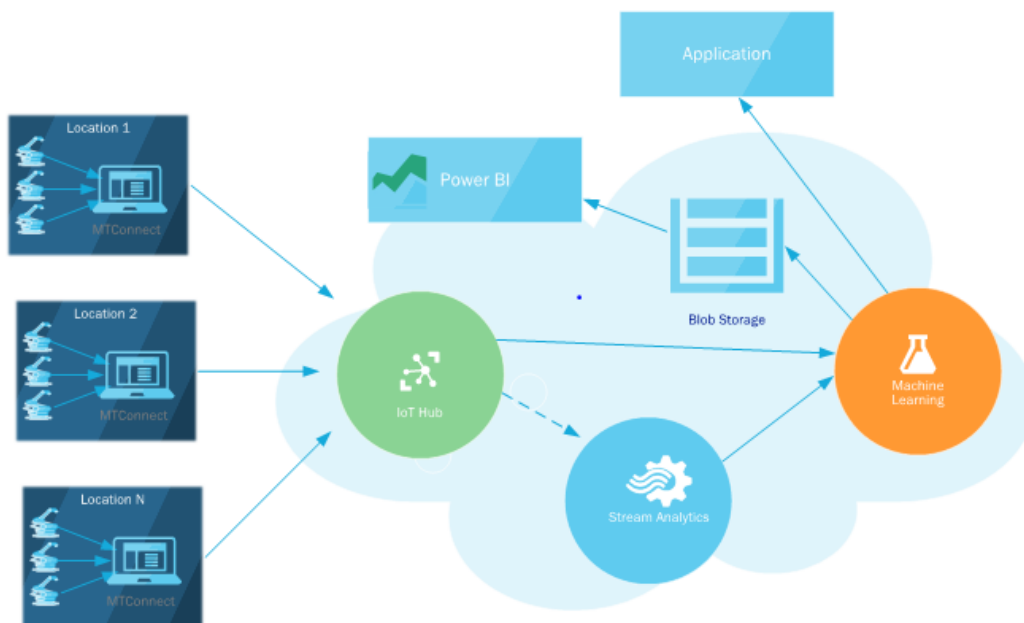 Application
Location 1
MTConnect
Power BI
Location 2
MTConnect
Blob Storage
IoT Hub
Machine
Learning
Location N
MTConnect
Stream Analytics